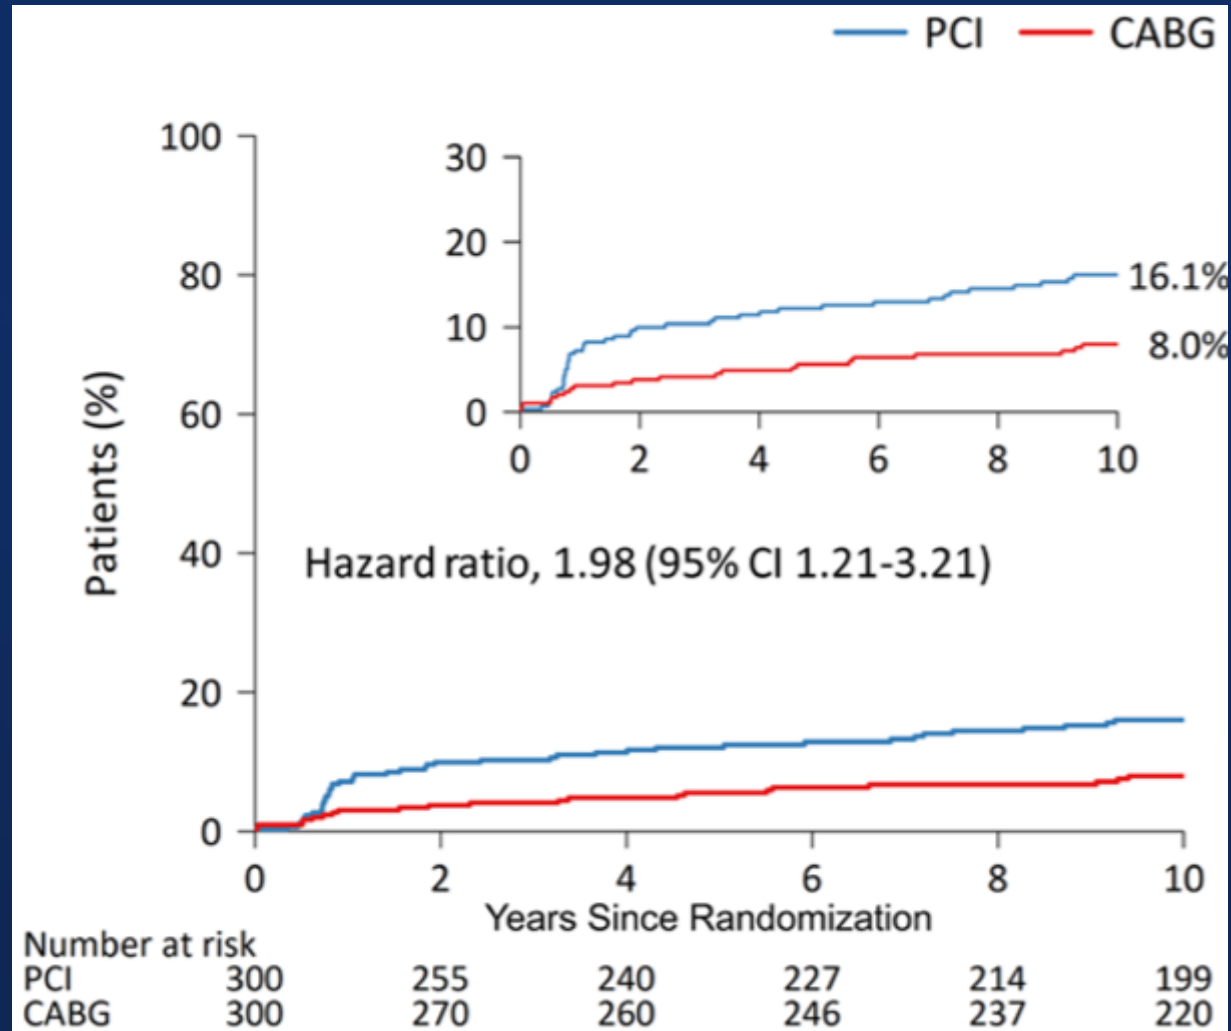 PCI CABG
100
80
60
40
20
0
Patients (%)
30
20
10
0
16.1%
8.0%
0 2 4 6 8 10
Hazard ratio, 1.98 (95% CI 1.21-3.21)
0 2 4 6 8 10
Years Since Randomization
Number at risk
PCI 300 255 240 227 214 199
CABG 300 270 260 246 237 220